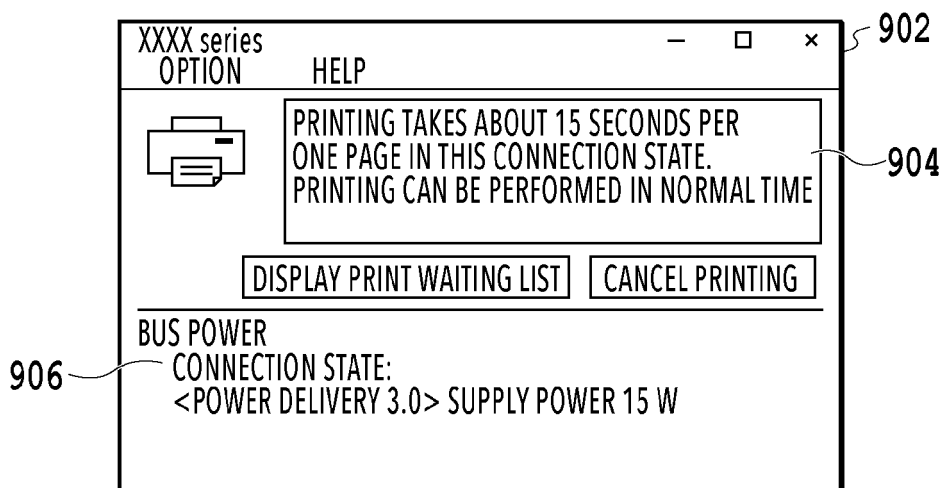 XXXX series
902
OPTION HELP
PRINTING TAKES ABOUT 15 SECONDS PER
ONE PAGE IN THIS CONNECTION STATE.
PRINTING CAN BE PERFORMED IN NORMAL TIME
904
DISPLAY PRINT WAITING LIST CANCEL PRINTING
BUS POWER
906
CONNECTION STATE:
<POWER DELIVERY 3.0> SUPPLY POWER 15 W